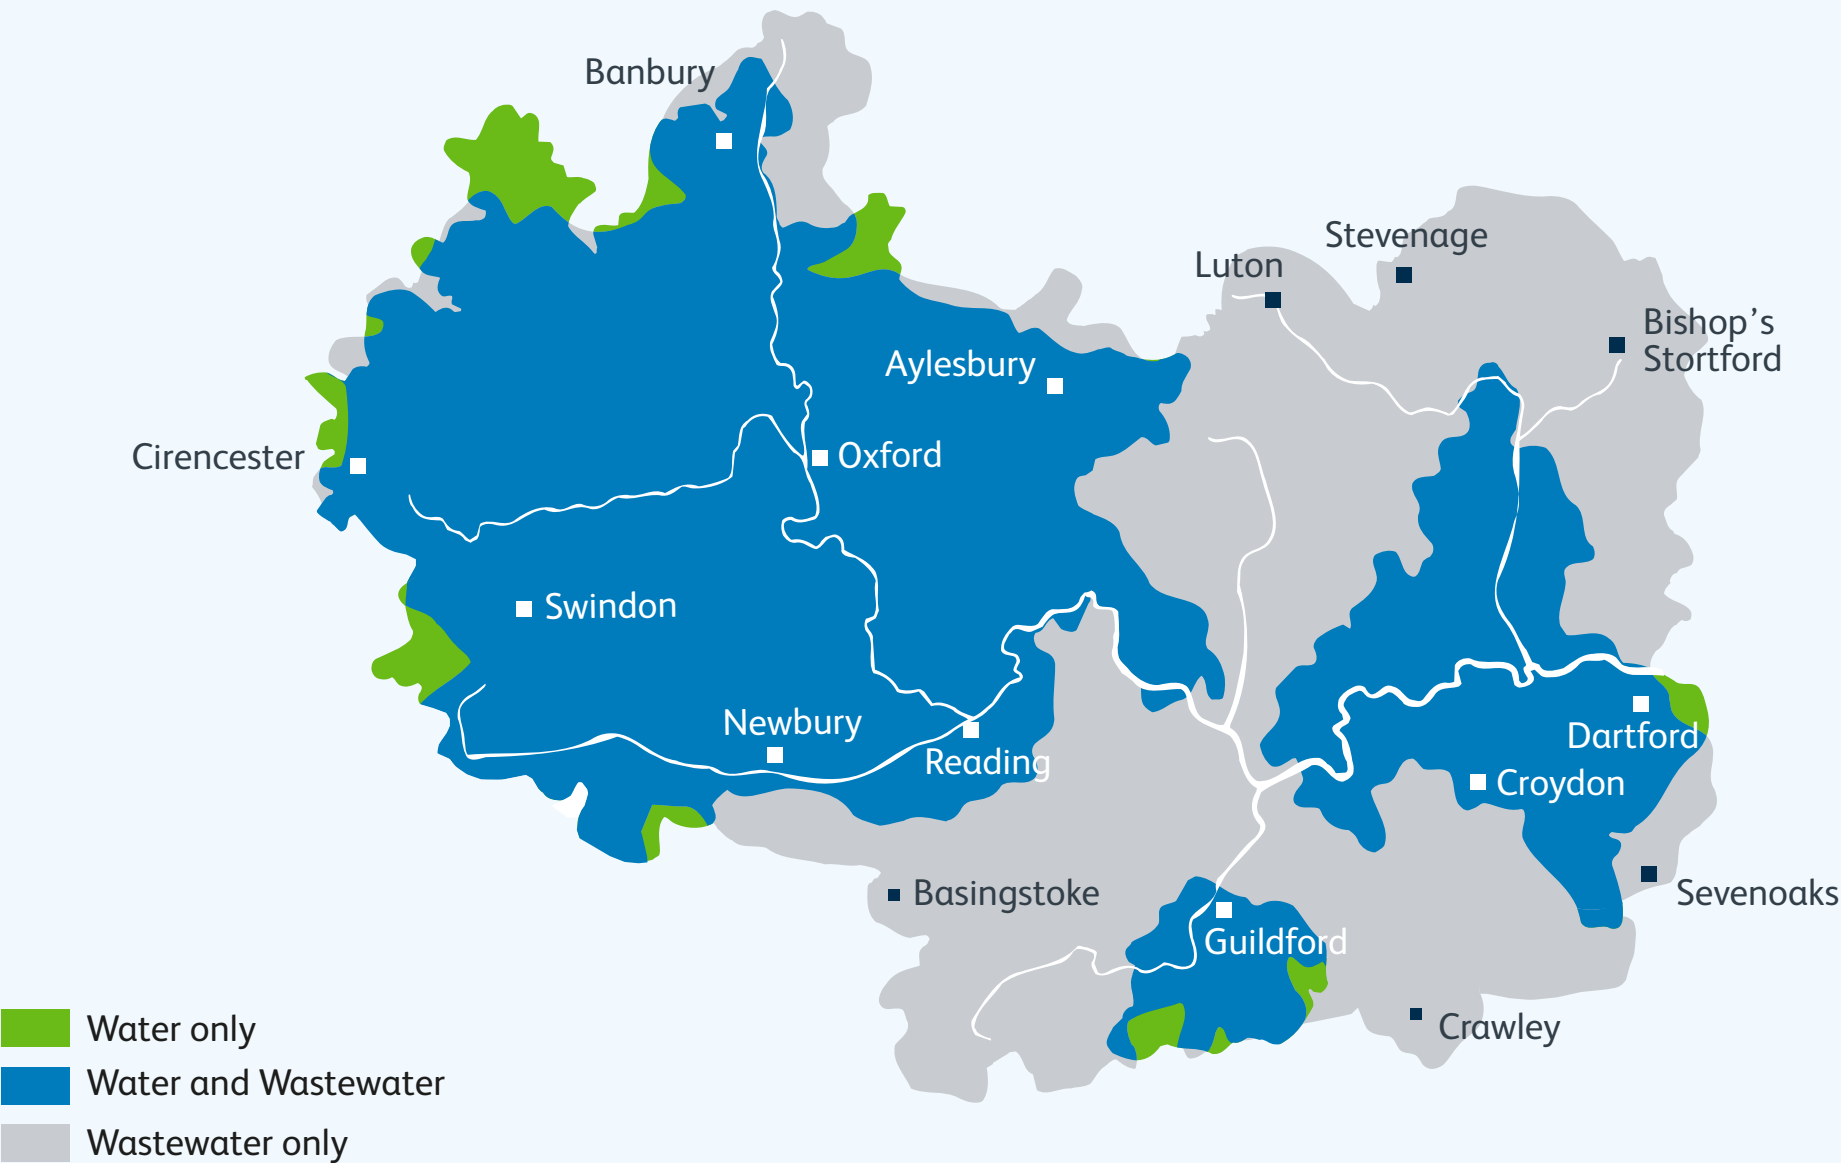 Banbury
Stevenage
Luton
Bishop's
Stortford
Aylesbury
Cirencester
Oxford
Swindon
Newbury
Reading
Dartford
Croydon
Basingstoke
Sevenoaks
Guildford
Crawley
Water only
Water and Wastewater
Wastewater only